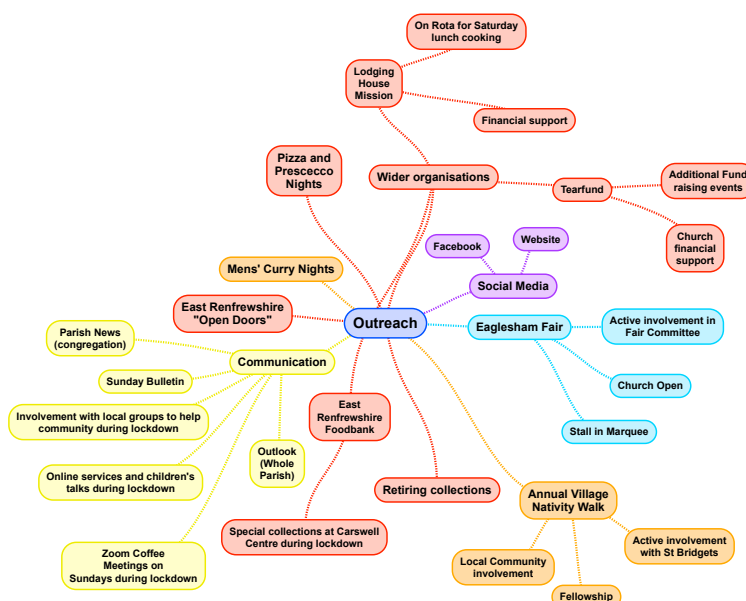 On Rota for Saturday
lunch cooking
Lodging
House
Mission
Financial support
Pizza and
Prescecco
Nights
Wider organisations
Additional Fund
raising events
Tearfund
Church
financial
support
Facebook
Website
Mens' Curry Nights
Social Media
East Renfrewshire
"Open Doors"
Outreach
Eaglesham Fair
Active involvement in
Fair Committee
Parish News
(congregation)
Communication
Sunday Bulletin
Church Open
Involvement with local groups to help
community during lockdown
East
Renfrewshire
Foodbank
Stall in Marquee
Outlook
(Whole
Parish)
Online services and children's
talks during lockdown
Retiring collections
Annual Village
Nativity Walk
Special collections at Carswell
Centre during lockdown
Active involvement
with St Bridgets
Zoom Coffee
Meetings on
Sundays during lockdown
Local Community
involvement
Fellowship